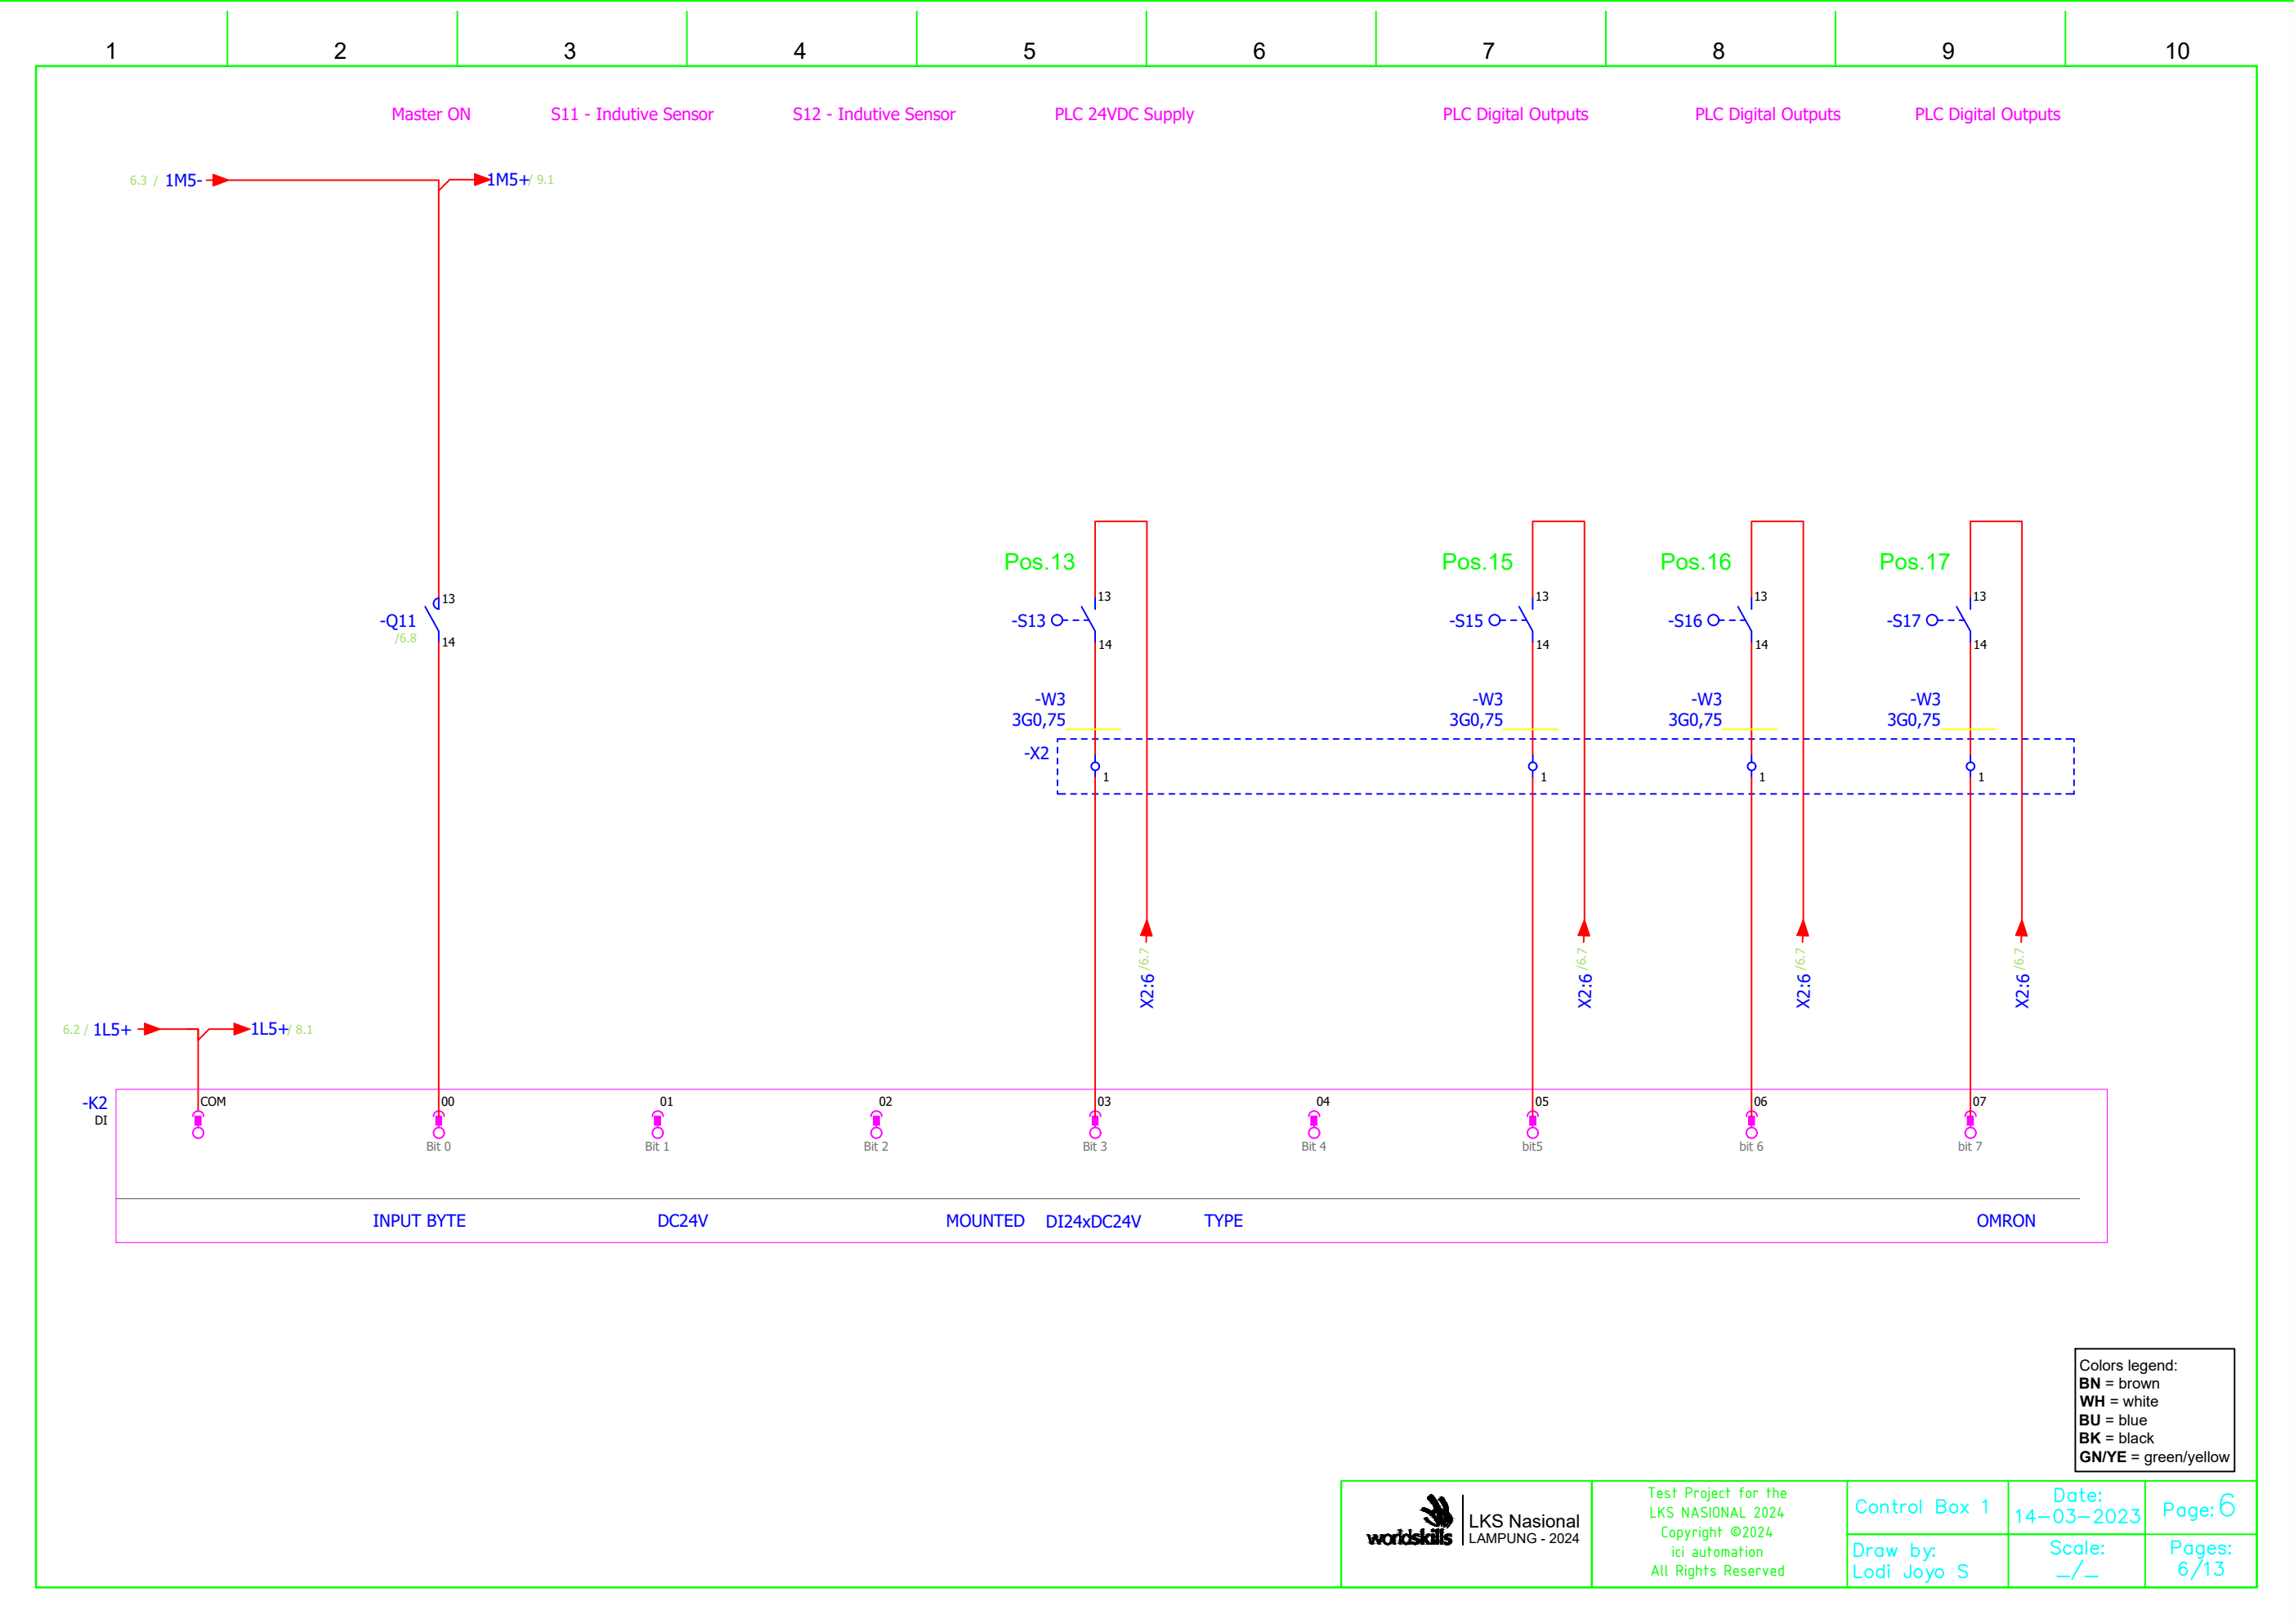 1 2 3 4 5 6 7 8 9 10
Master ON S11 - Indutive Sensor S12 - Indutive Sensor PLC 24VDC Supply PLC Digital Outputs PLC Digital Outputs PLC Digital Outputs
6.3 / 1M5- 1M5+ / 9.1
Pos.13 Pos.15 Pos.16 Pos.17
13 13 13 13 13
-Q11 -S13 -S15 -S16 -S17
/6.8 14 14 14 14 14
-W3 -W3 -W3 -W3
3G0,75 3G0,75 3G0,75 3G0,75
-X2
1 1 1 1
/6.7 /6.7 /6.7 /6.7
X2:6 X2:6 X2:6 X2:6
6.2 / 1L5+ 1L5+ / 8.1
-K2 COM 00 01 02 03 04 05 06 07
DI
Bit 0 Bit 1 Bit 2 Bit 3 Bit 4 bit5 bit 6 bit 7
INPUT BYTE DC24V MOUNTED DI24xDC24V TYPE OMRON
Colors legend:
BN = brown
WH = white
BU = blue
BK = black
GN/YE = green/yellow
worldskills
LKS Nasional
LAMPUNG - 2024
Test Project for the
LKS NASIONAL 2024
Copyright ©2024
ici automation
All Rights Reserved
Control Box 1
Draw by:
Lodi Joyo S
Date:
14-03-2023
Scale:
_/_
Page: 6
Pages:
6/13